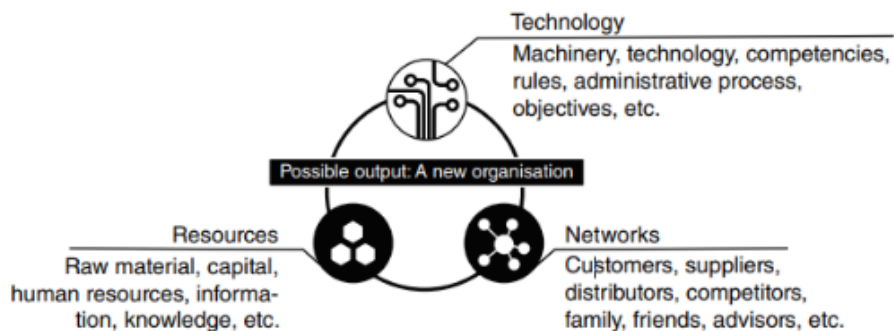 Technology
Machinery, technology, competencies,
rules, administrative process,
objectives, etc.
Possible output: A new organisation
Resources
Raw material, capital,
human resources, informa-
tion, knowledge, etc.
Networks
Customers, suppliers,
distributors, competitors,
family, friends, advisors, etc.